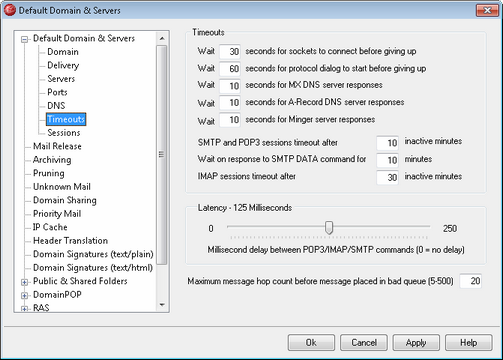 Default Domain & Servers
Default Domain & Servers
Domain
Delivery
Servers
Ports
DNS
Timeouts
Sessions
Mail Release
Archiving
Pruning
Unknown Mail
Domain Sharing
Priority Mail
IP Cache
Header Translation
Domain Signatures (text/plain)
Domain Signatures (text/html)
Public & Shared Folders
DomainPOP
RAS
Timeouts
Wait 30 seconds for sockets to connect before giving up
Wait 60 seconds for protocol dialog to start before giving up
Wait 10 seconds for MX DNS server responses
Wait 10 seconds for A-Record DNS server responses
Wait 10 seconds for Minger server responses
SMTP and POP3 sessions timeout after 10 inactive minutes
Wait on response to SMTP DATA command for 10 minutes
IMAP sessions timeout after 30 inactive minutes
Latency - 125 Milliseconds
0 250
Millisecond delay between POP3/IMAP/SMTP commands (0 = no delay)
Maximum message hop count before message placed in bad queue (5-500) 20
Ok Cancel Apply Help